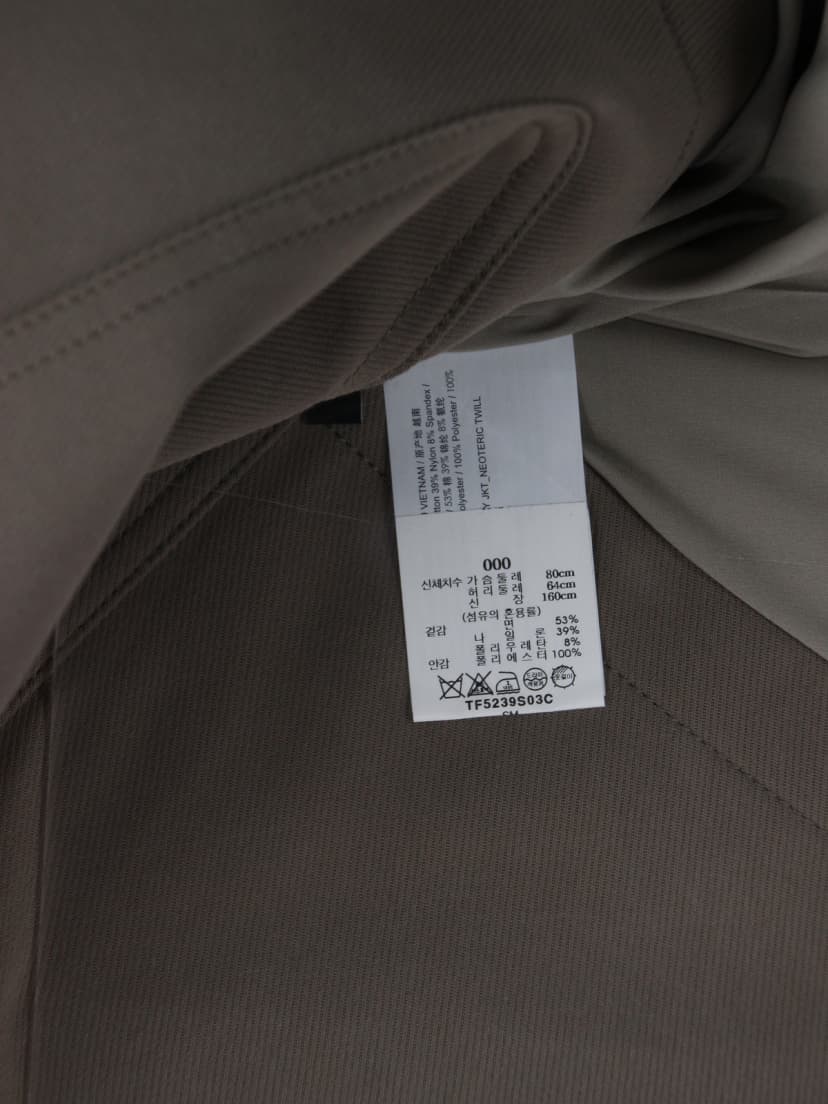 VIETNAM / 原产地 越南
tton 39% Nylon 8% Spandex /
/ 53% 棉 39% 锦纶 8% 氨纶
olyester / 100% Polyester / 100%
Y JKT_NEOTERIC TWILL
000
신체치수 가슴둘레 80cm
허리둘레 64cm
신장 160cm
(섬유의 혼용률)
겉감 면 53%
나일론 39%
폴리우레탄 8%
안감 폴리에스터 100%
드라이
TF5239S03C